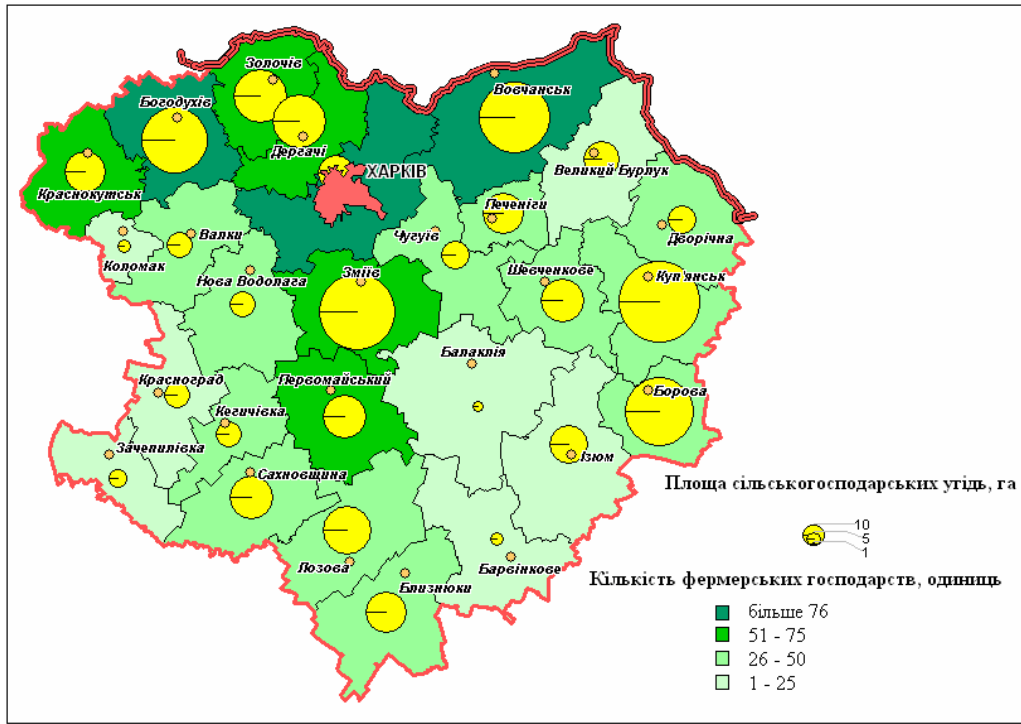 Золочів
Вовчанськ
Богодухів
Дергачі
ХАРКІВ
Великий Бурлук
Краснокутськ
Печеніги
Валки
Чугуїв
Дворічна
Коломак
Нова Водолага
Зміїв
Шевченкове
Куп'янськ
Балаклія
Красноград
Первомайський
Борова
Кегичівка
Зачепилівка
Ізюм
Сахновщина
Площа сільськогосподарських угідь, га
10
5
1
Лозова
Барвінкове
Близнюки
Кількість фермерських господарств, одиниць
більше 76
51 - 75
26 - 50
1 - 25